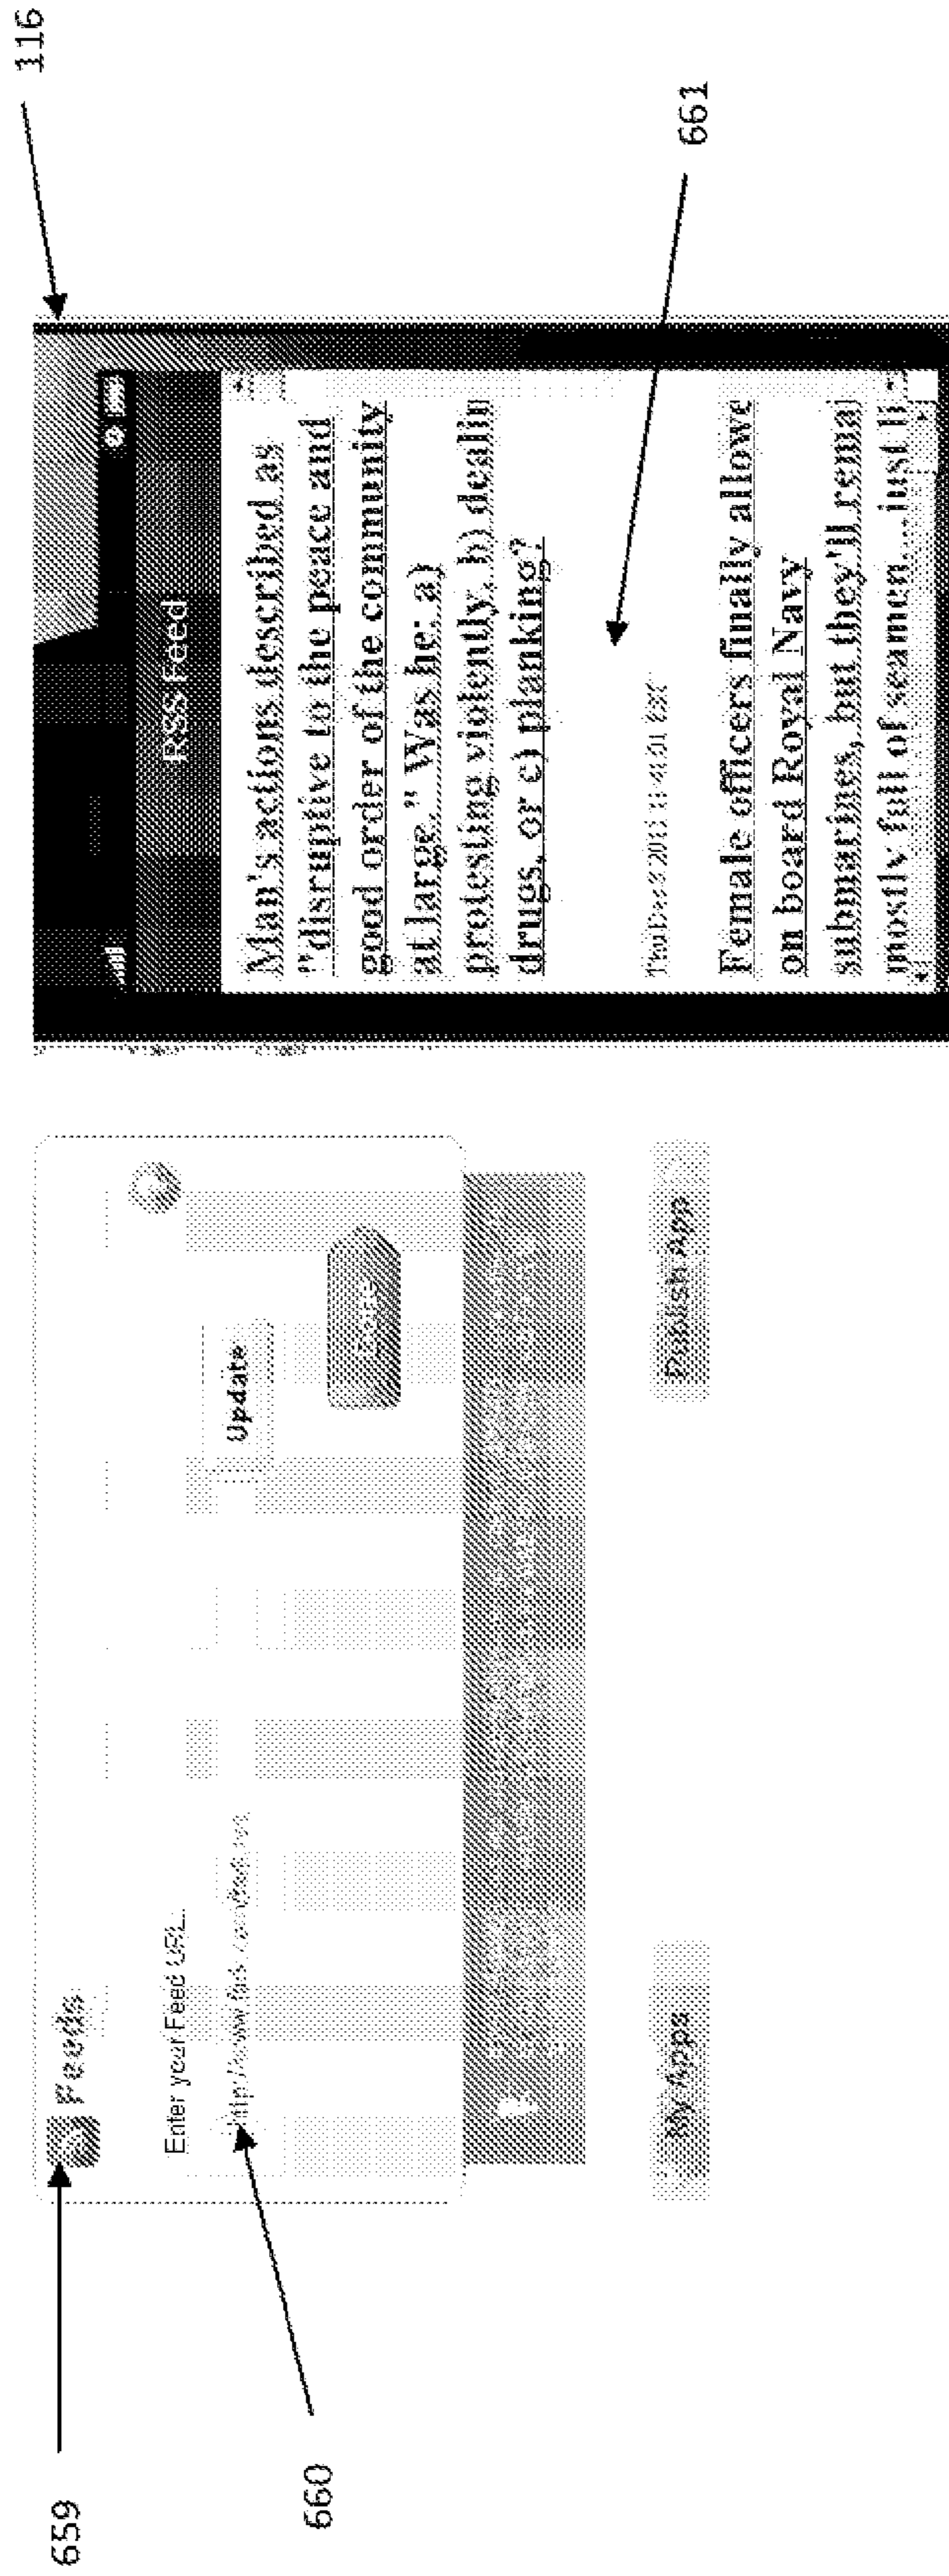 659
Feeds
Enter your Feed URL:
660
Update
My Apps
Publish App
116
RSS Feed
Man's actions described as
"disruptive to the peace and
good order of the community
at large." Was he: a)
protesting violently, b) dealin
drugs, or c) planking?
661
Female officers finally allowe
on board Royal Navy
submarines, but they'll remai
mostly full of seamen...just li